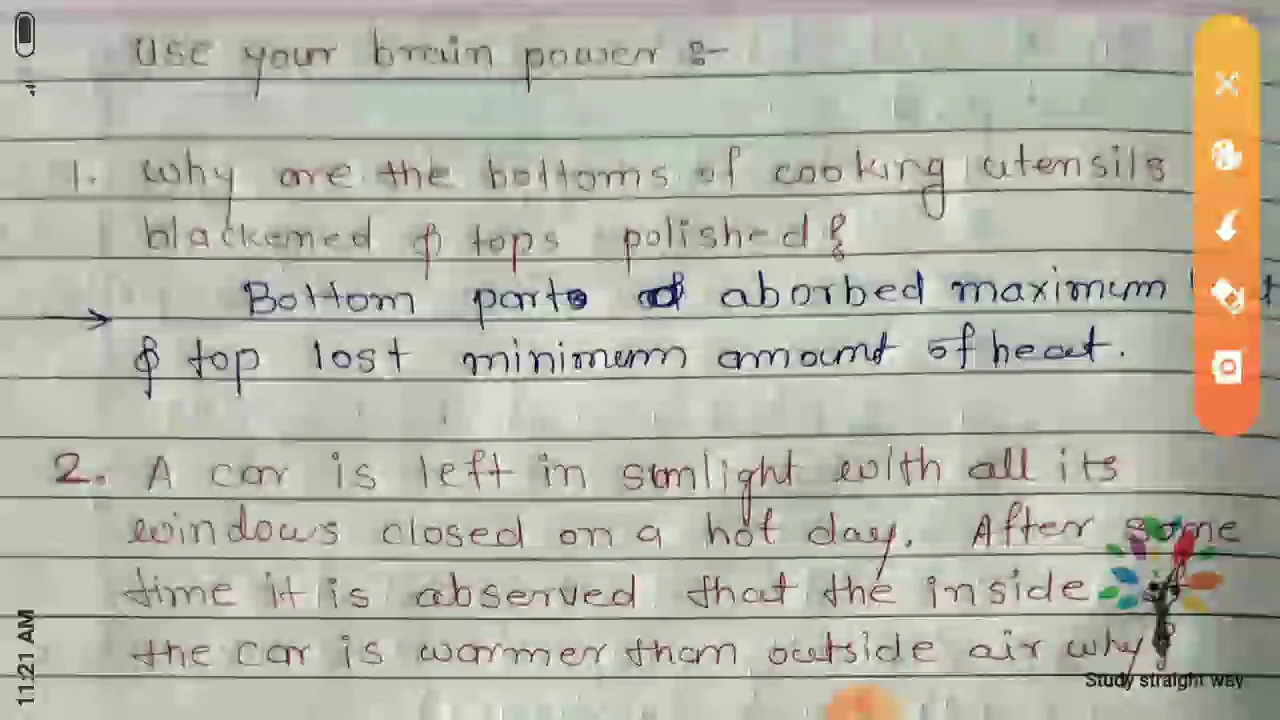 use your brain power :-
1. why are the bottoms of cooking utensils
blackened & tops polished ?
Bottom parts aborbed maximum
→ & top lost minimum amount of heat.
2. A car is left in sunlight with all its
windows closed on a hot day. After some
time it is observed that the inside of
the car is warmer than outside air why?
Study straight way
11:21 AM